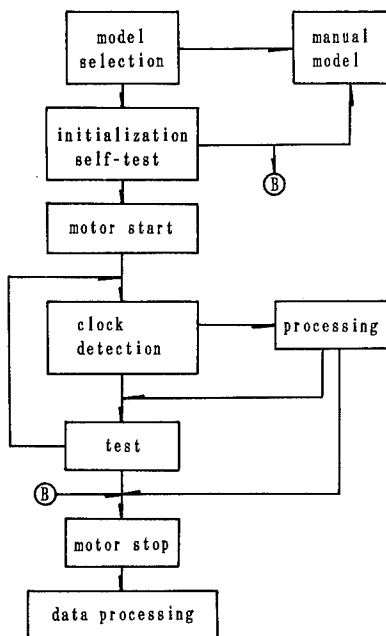 model
selection
manual
model
initialization
self-test
B
motor start
clock
detection
processing
test
B
motor stop
data processing